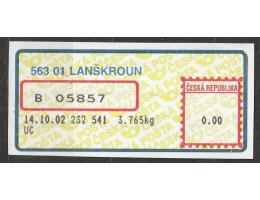 563 01 LANŠKROUN
ČESKÁ REPUBLIKA
B 05857
0.00
14.10.02 232 541 3.765kg
UC